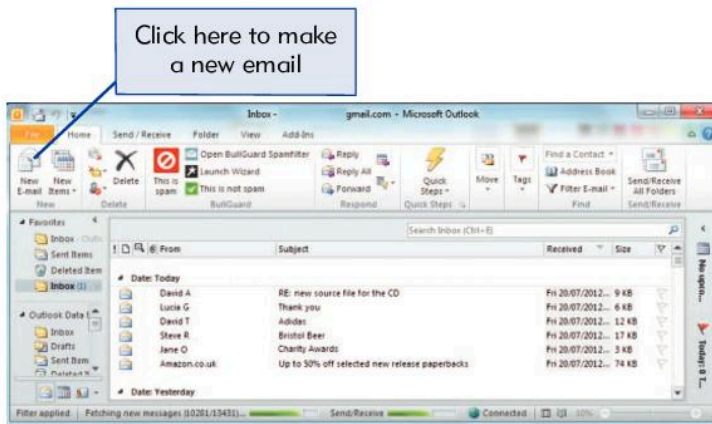 Click here to make
a new email
Inbox - gmail.com - Microsoft Outlook
File Home Send / Receive Folder View Add-Ins
New E-mail
New Items
Delete
This is spam
Open BullGuard Spamfilter
Launch Wizard
This is not spam
Reply
Reply All
Forward
Quick Steps
Move
Tags
Find a Contact
Address Book
Filter E-mail
Send/Receive All Folders
New Delete BullGuard Respond Quick Steps Find Send/Receive
Favorites
Inbox
Sent Items
Deleted Item
Inbox (1)
Outlook Data
Inbox
Drafts
Sent Item
Search Inbox (Ctrl+E)
From Subject Received Size
Date: Today
David A RE: new source file for the CD Fri 20/07/2012... 9 KB
Lucia G Thank you Fri 20/07/2012... 6 KB
David T Adidas Fri 20/07/2012... 12 KB
Steve R Bristol Beer Fri 20/07/2012... 17 KB
Jane O Charity Awards Fri 20/07/2012... 3 KB
Amazon.co.uk Up to 50% off selected new release paperbacks Fri 20/07/2012... 74 KB
Date: Yesterday
No upco...
Today: 0 T...
Filter applied Fetching new messages (10281/13431)... Send/Receive Connected 10%